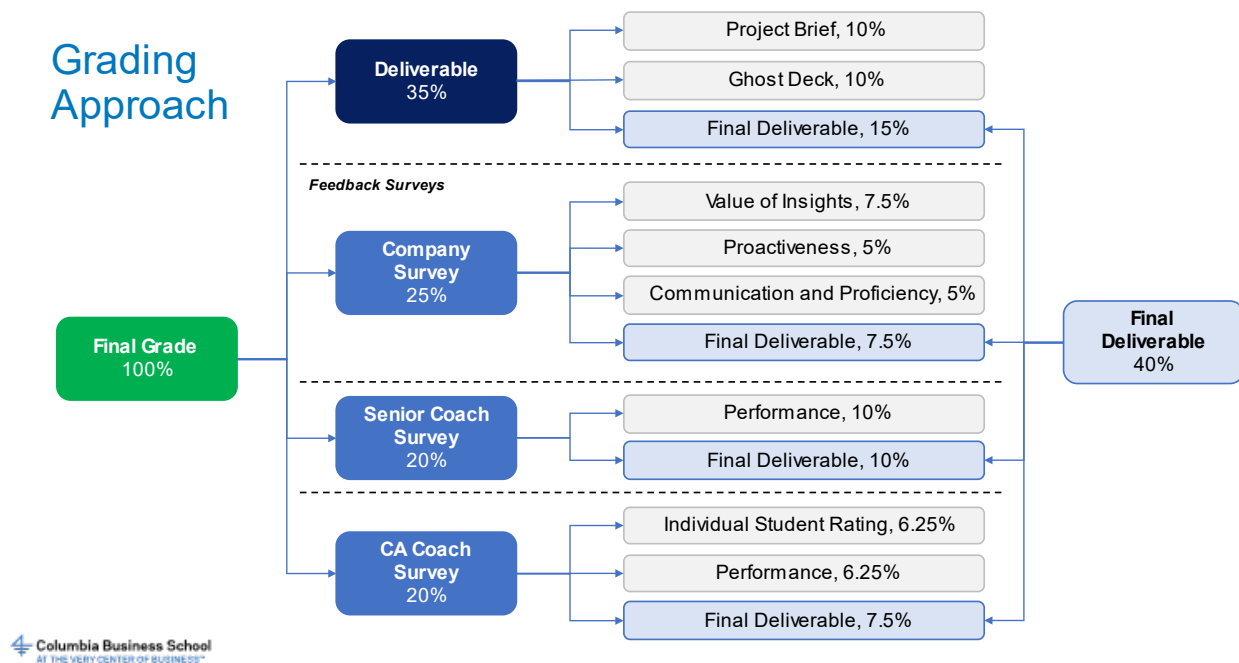 Grading
Approach
Deliverable
35%
Project Brief, 10%
Ghost Deck, 10%
Final Deliverable, 15%
Feedback Surveys
Company
Survey
25%
Value of Insights, 7.5%
Proactiveness, 5%
Communication and Proficiency, 5%
Final Deliverable, 7.5%
Final Grade
100%
Final
Deliverable
40%
Senior Coach
Survey
20%
Performance, 10%
Final Deliverable, 10%
CA Coach
Survey
20%
Individual Student Rating, 6.25%
Performance, 6.25%
Final Deliverable, 7.5%
Columbia Business School
AT THE VERY CENTER OF BUSINESS™